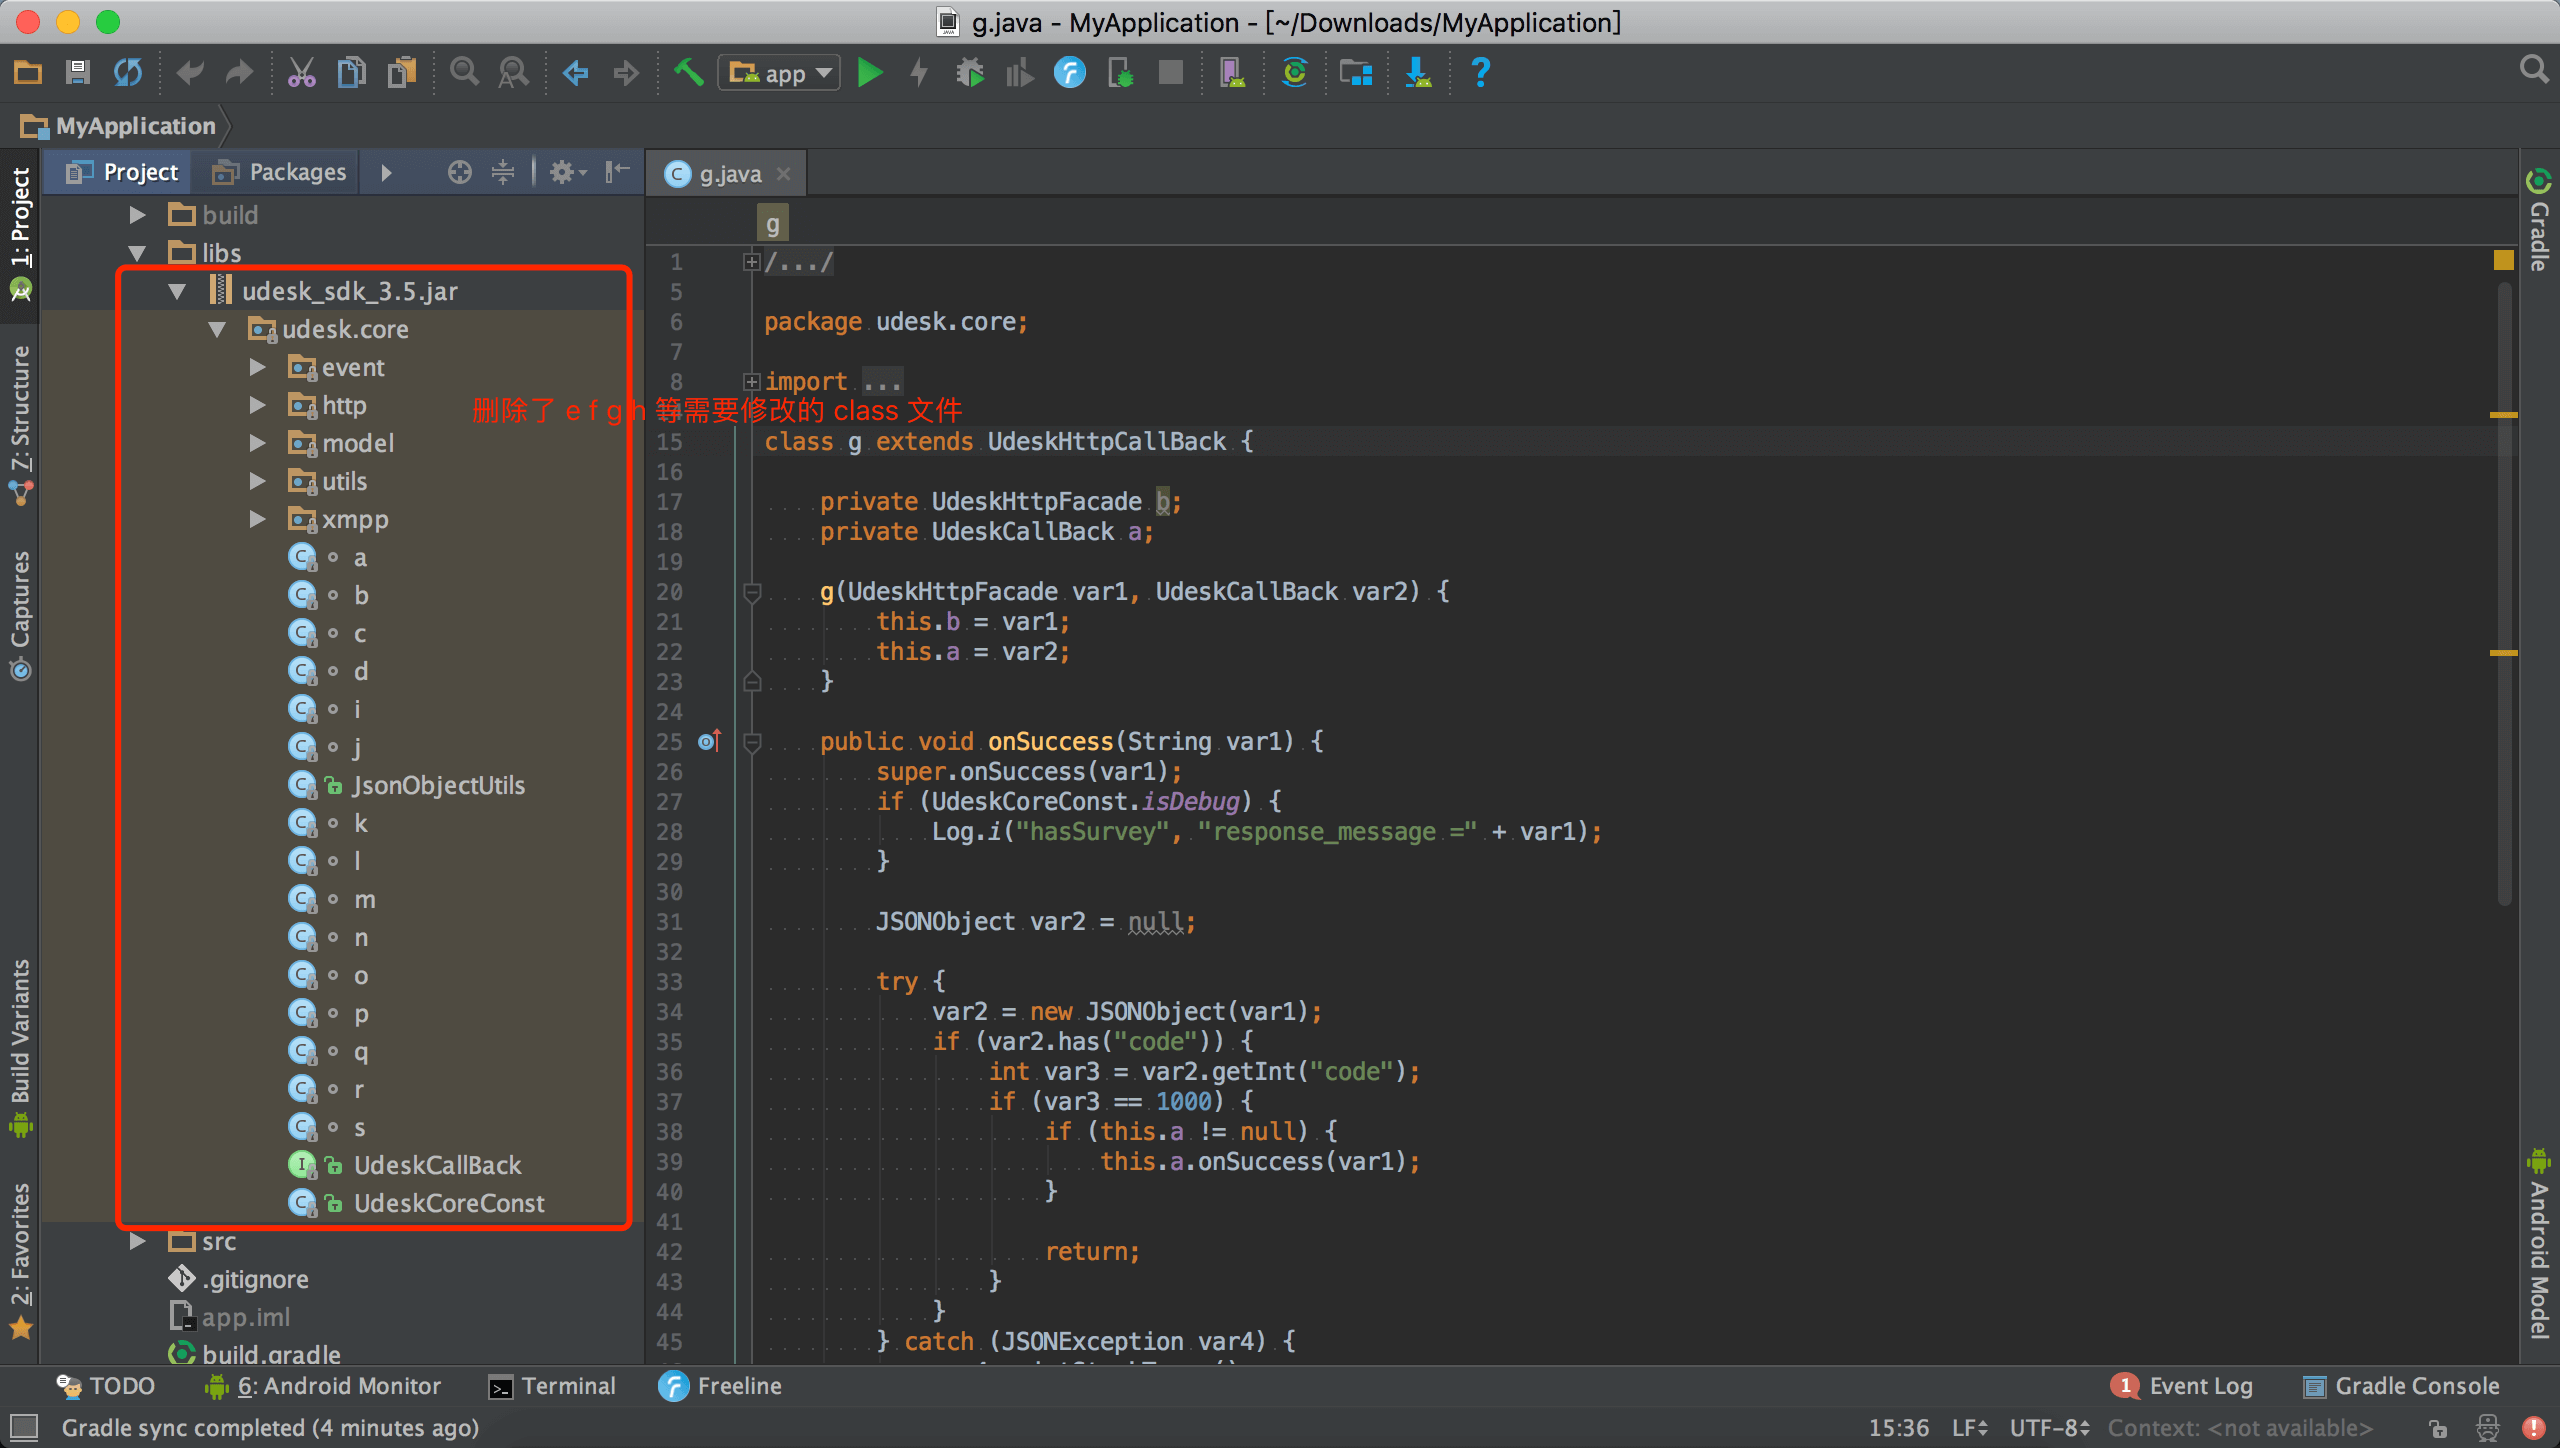 g.java - MyApplication - [~/Downloads/MyApplication]
app
MyApplication
Project
Packages
g.java
1: Project
7: Structure
Captures
Build Variants
2: Favorites
build
libs
udesk_sdk_3.5.jar
udesk.core
event
http
model
utils
xmpp
a
b
c
d
i
j
JsonObjectUtils
k
l
m
n
o
p
q
r
s
UdeskCallBack
UdeskCoreConst
src
.gitignore
app.iml
build.gradle
删除了 e f g h 等需要修改的 class 文件
g
1 /.../
5
6 package udesk.core;
7
8 import ...
15 class g extends UdeskHttpCallBack {
16
17 private UdeskHttpFacade b;
18 private UdeskCallBack a;
19
20 g(UdeskHttpFacade var1, UdeskCallBack var2) {
21 this.b = var1;
22 this.a = var2;
23 }
24
25 public void onSuccess(String var1) {
26 super.onSuccess(var1);
27 if (UdeskCoreConst.isDebug) {
28 Log.i("hasSurvey", "response_message =" + var1);
29 }
30
31 JSONObject var2 = null;
32
33 try {
34 var2 = new JSONObject(var1);
35 if (var2.has("code")) {
36 int var3 = var2.getInt("code");
37 if (var3 == 1000) {
38 if (this.a != null) {
39 this.a.onSuccess(var1);
40 }
41
42 return;
43 }
44 }
45 } catch (JSONException var4) {
Gradle
Android Model
TODO
6: Android Monitor
Terminal
Freeline
1 Event Log
Gradle Console
Gradle sync completed (4 minutes ago)
15:36
LF
UTF-8
Context: <not available>